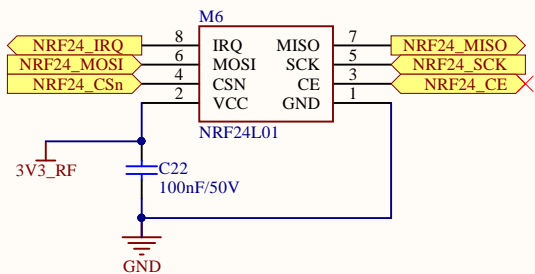 M6
NRF24_IRQ 8 IRQ MISO 7 NRF24_MISO
NRF24_MOSI 6 MOSI SCK 5 NRF24_SCK
NRF24_CSn 4 CSN CE 3 NRF24_CE
2 VCC GND 1
NRF24L01
3V3_RF
C22
100nF/50V
GND